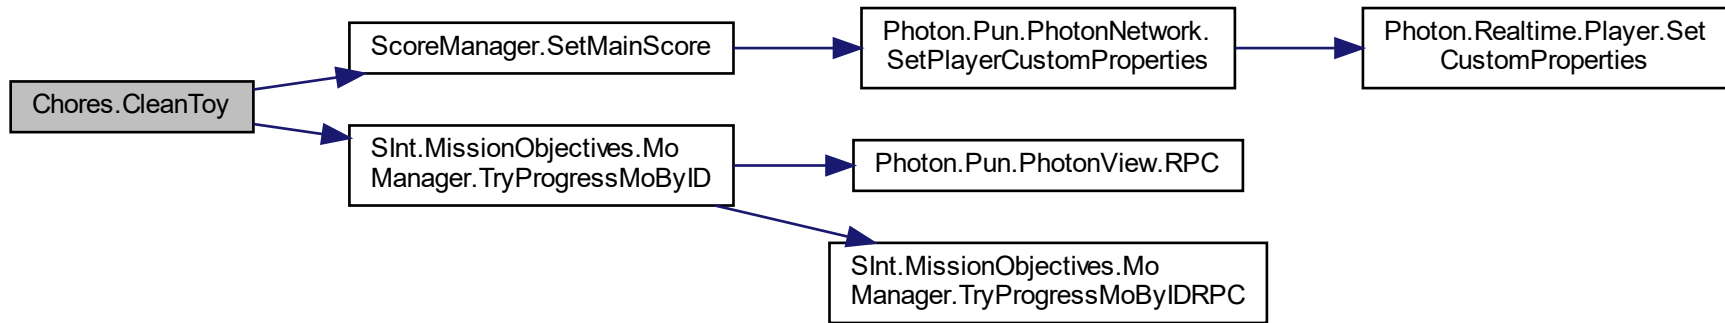 Chores.CleanToy
ScoreManager.SetMainScore
Photon.Pun.PhotonNetwork.
SetPlayerCustomProperties
Photon.Realtime.Player.Set
CustomProperties
SInt.MissionObjectives.Mo
Manager.TryProgressMoByID
Photon.Pun.PhotonView.RPC
SInt.MissionObjectives.Mo
Manager.TryProgressMoByIDRPC